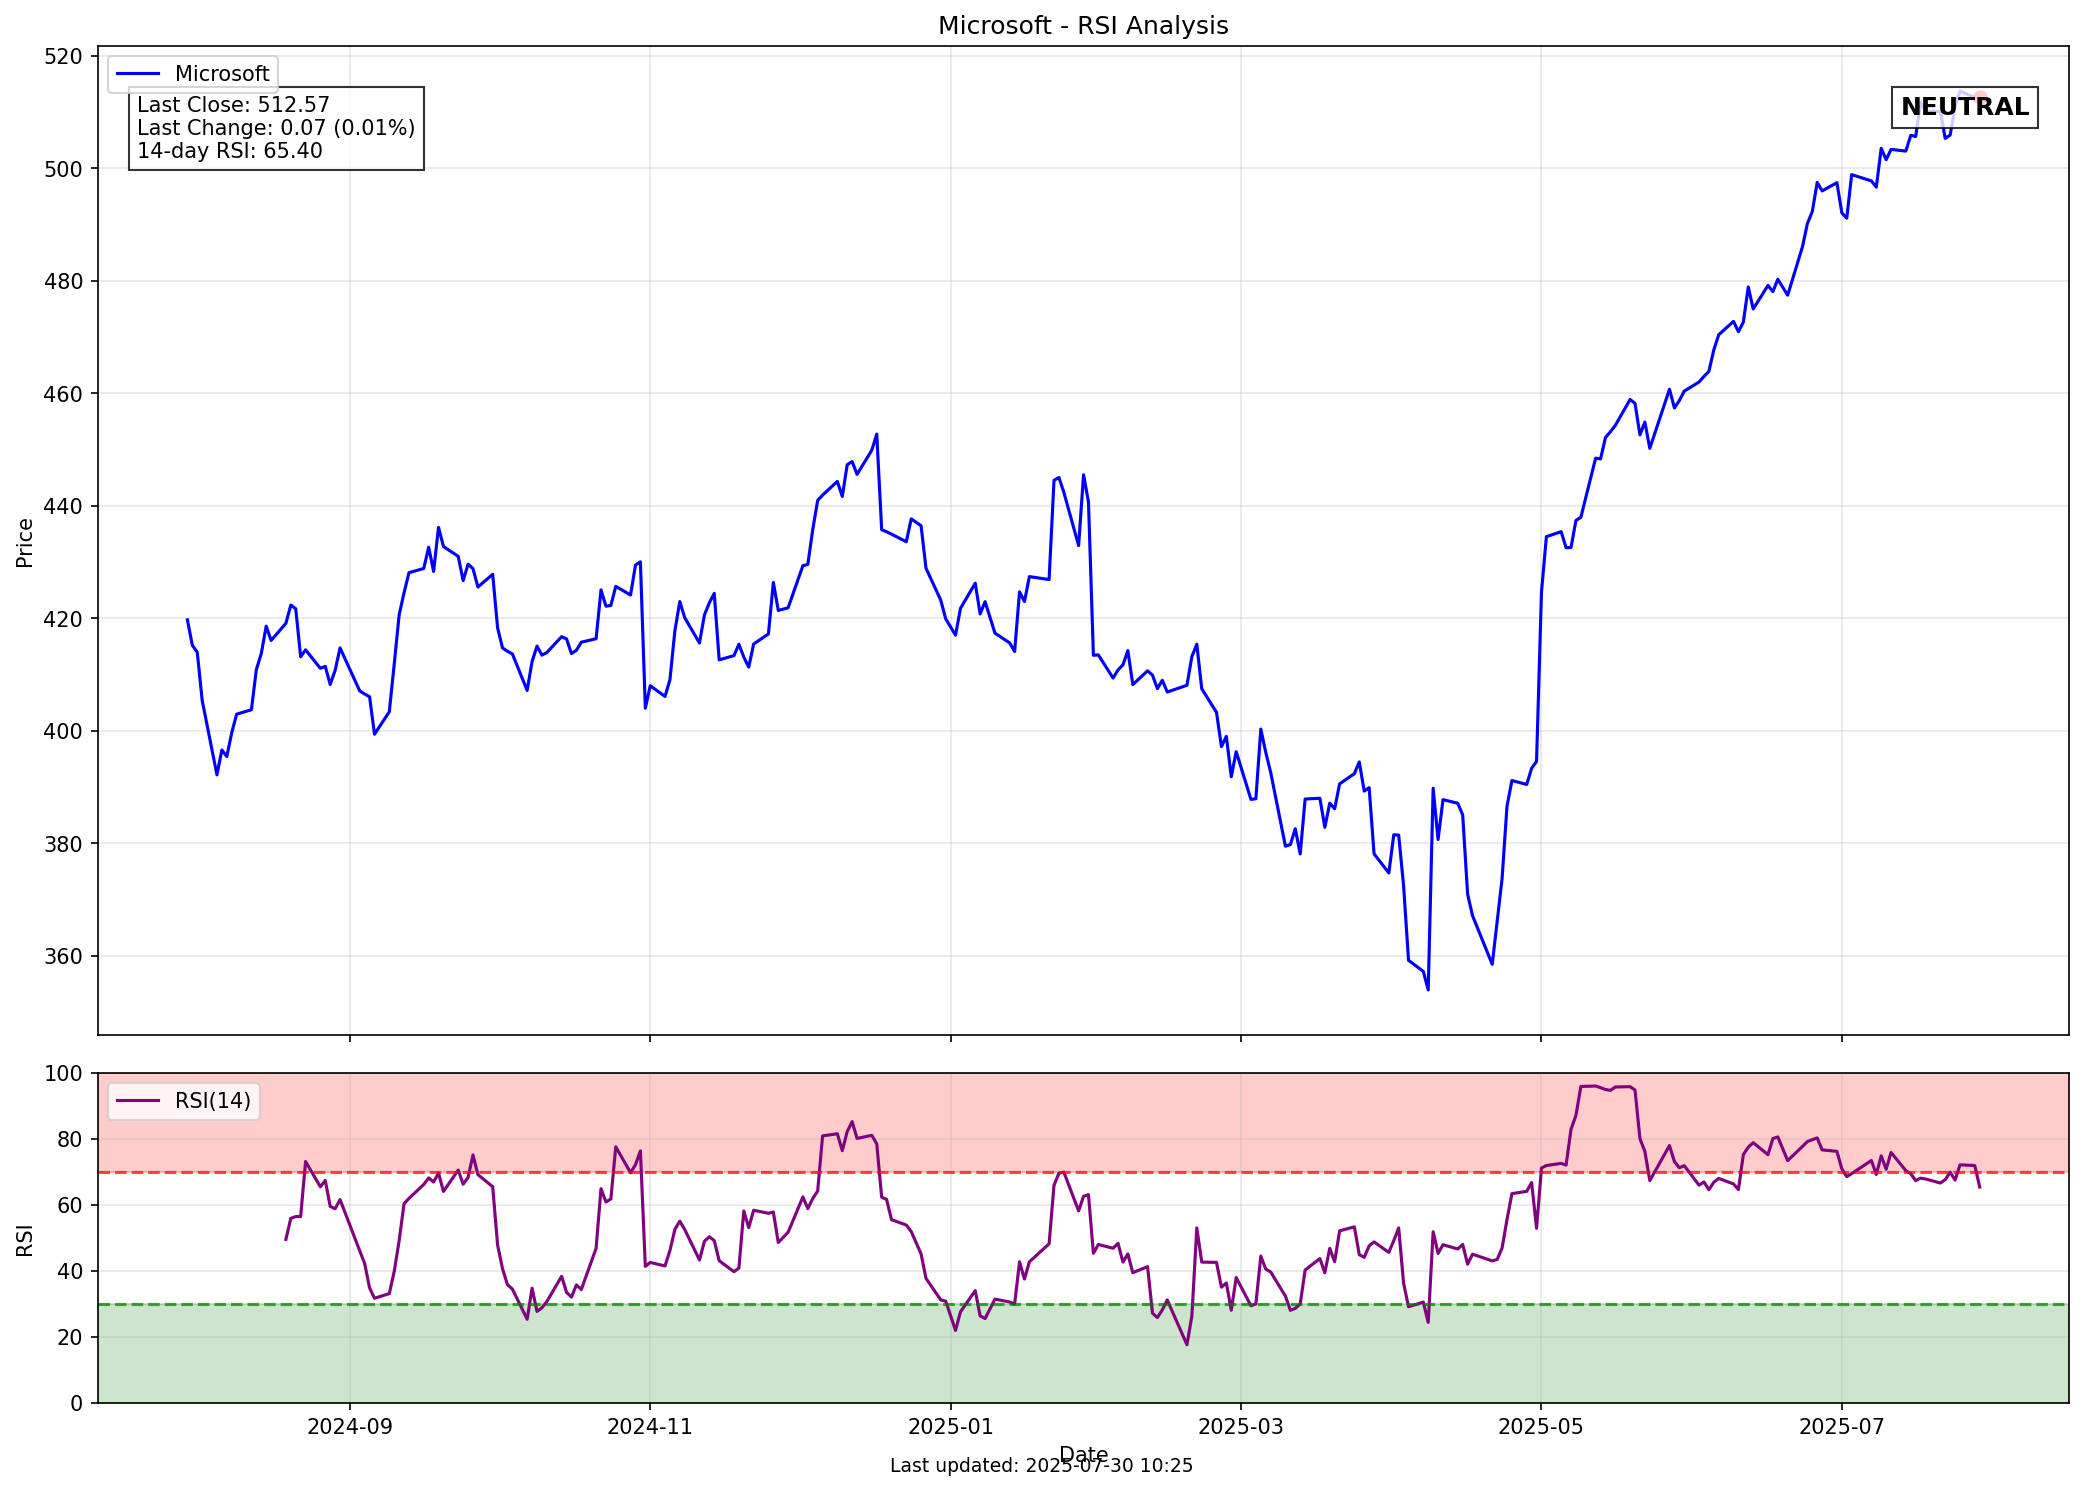 Microsoft - RSI Analysis
520
Microsoft
Last Close: 512.57
Last Change: 0.07 (0.01%)
14-day RSI: 65.40
NEUTRAL
500
480
460
440
Price
420
400
380
360
100
RSI(14)
80
60
RSI
40
20
0
2024-09
2024-11
2025-01
2025-03
2025-05
2025-07
Date
Last updated: 2025-07-30 10:25